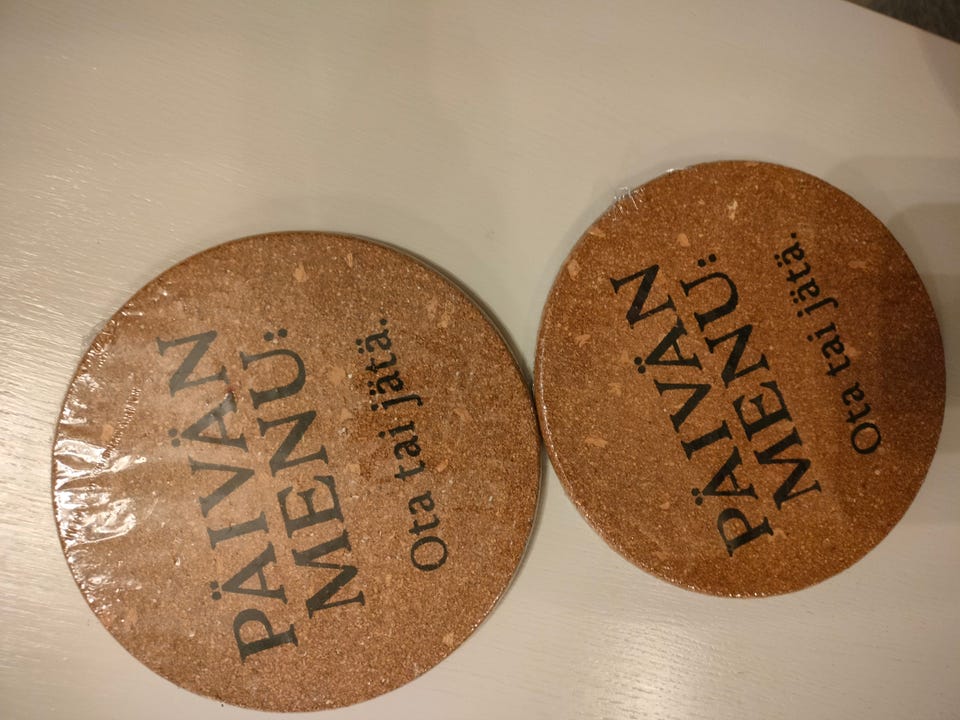 PÄIVÄN
MENU:
Ota tai jätä.
PÄIVÄN
MENU:
Ota tai jätä.